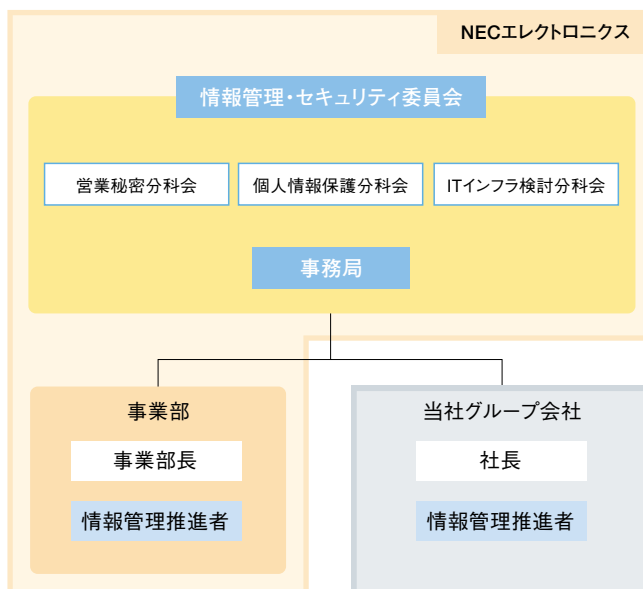 NECエレクトロニクス
情報管理・セキュリティ委員会
営業秘密分科会
個人情報保護分科会
ITインフラ検討分科会
事務局
事業部
事業部長
情報管理推進者
当社グループ会社
社長
情報管理推進者